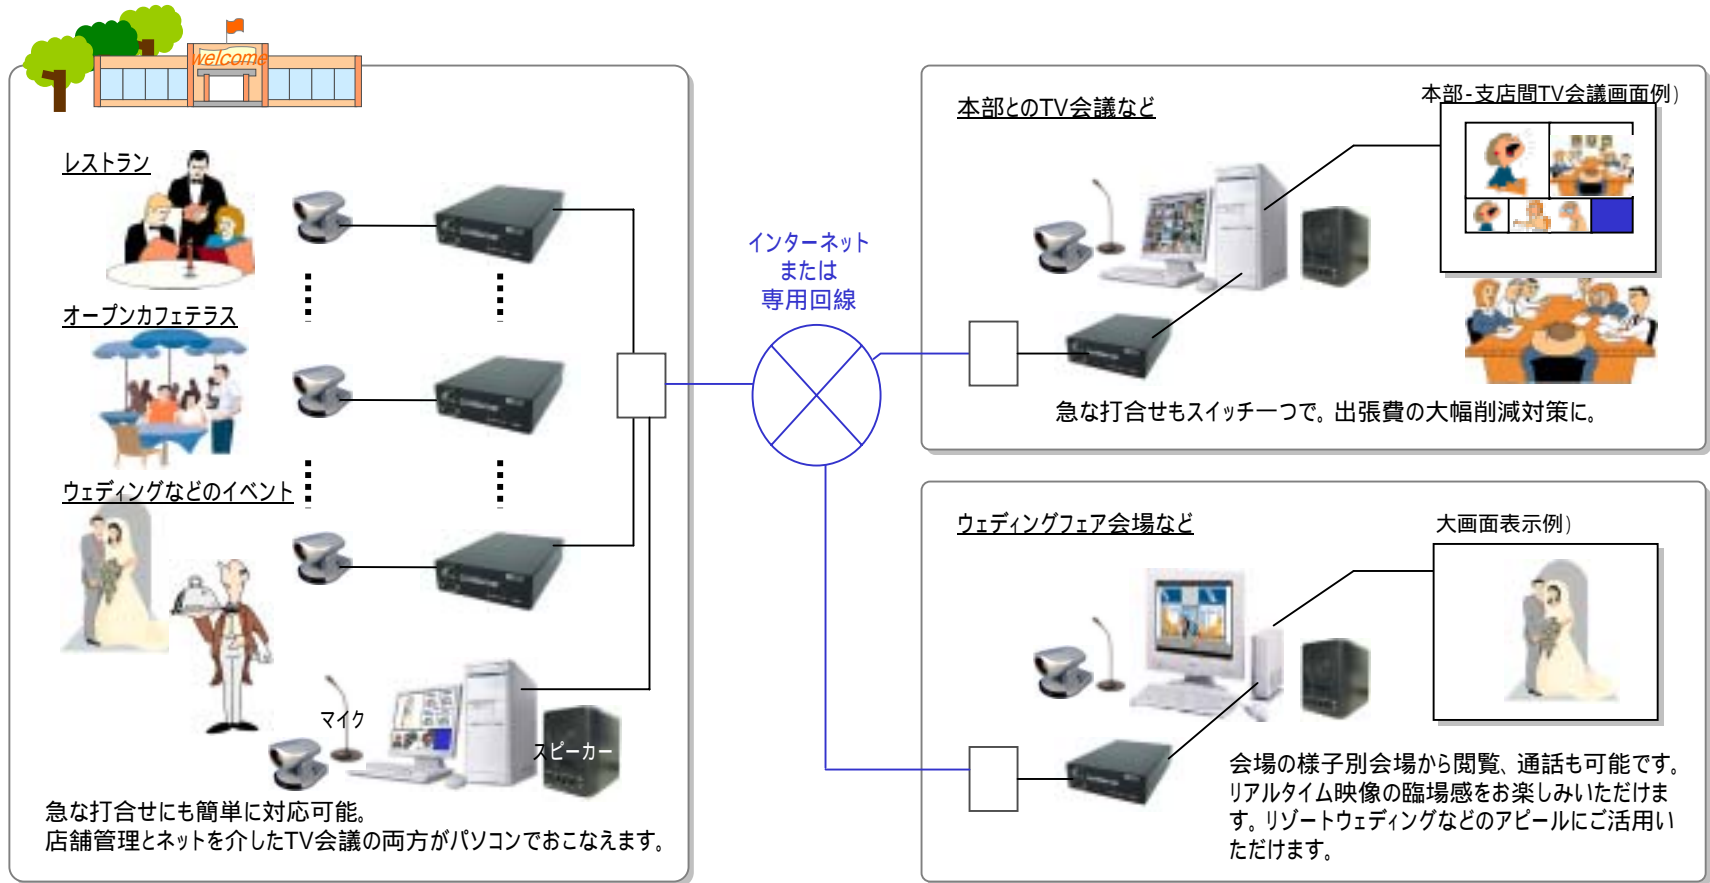 welcome
レストラン
オープンカフェテラス
ウェディングなどのイベント
マイク
スピーカー
急な打合せにも簡単に対応可能。
店舗管理とネットを介したTV会議の両方がパソコンでおこなえます。
インターネット
または
専用回線
本部とのTV会議など
本部-支店間TV会議画面例)
急な打合せもスイッチ一つで。出張費の大幅削減対策に。
ウェディングフェア会場など
大画面表示例)
会場の様子別会場から閲覧、通話も可能です。
リアルタイム映像の臨場感をお楽しみいただけま
す。リゾートウェディングなどのアピールにご活用い
ただけます。